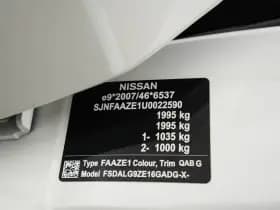 NISSAN
e9*2007/46*6537
SJNFAAZE1U0022590
1995 kg
1995 kg
1- 1035 kg
2- 1000 kg
Type FAAZE1 Colour, Trim QAB G
Model FSDALG9ZE16GADG-X-